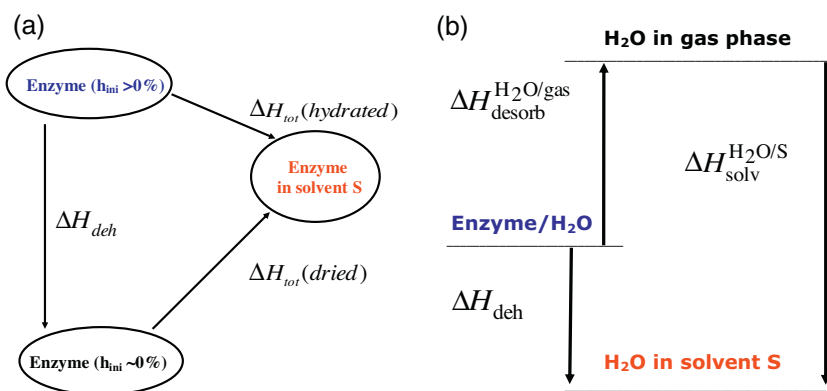 (a)
Enzyme (h_ini >0%)
ΔH_tot(hydrated)
Enzyme
in solvent S
ΔH_deh
ΔH_tot(dried)
Enzyme (h_ini ~0%)
(b)
H₂O in gas phase
ΔH_desorb^H₂O/gas
ΔH_solv^H₂O/S
Enzyme/H₂O
ΔH_deh
H₂O in solvent S